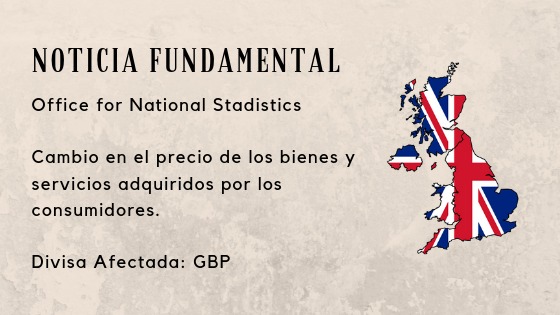 NOTICIA FUNDAMENTAL
Office for National Stadistics
Cambio en el precio de los bienes y
servicios adquiridos por los
consumidores.
Divisa Afectada: GBP